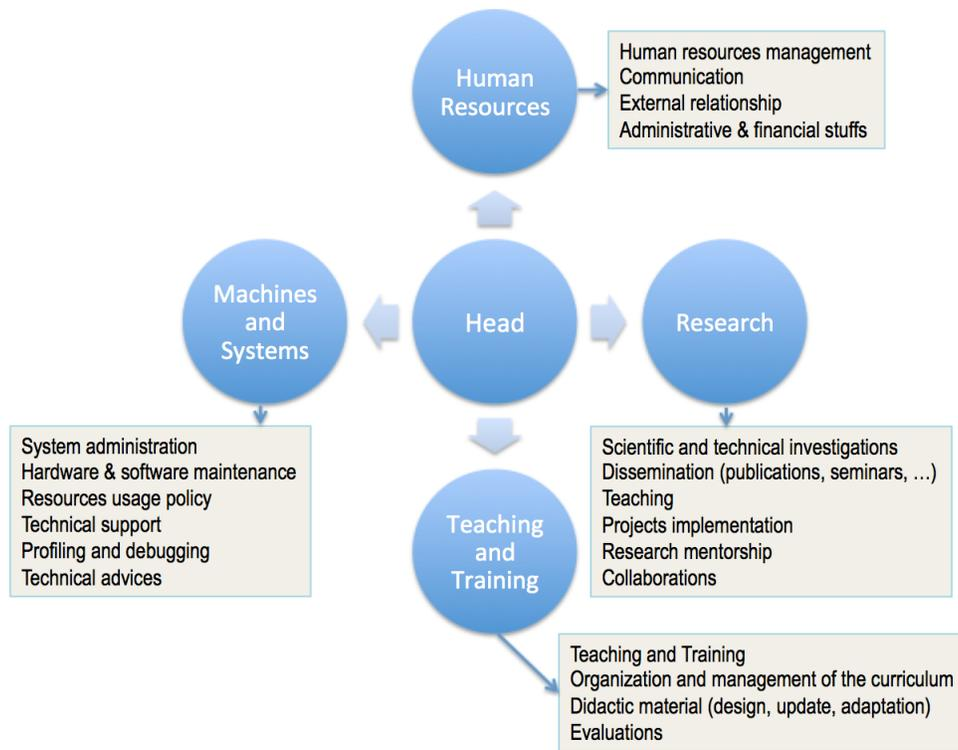 Human
Resources
Human resources management
Communication
External relationship
Administrative & financial stuffs
Machines
and
Systems
Head
Research
System administration
Hardware & software maintenance
Resources usage policy
Technical support
Profiling and debugging
Technical advices
Scientific and technical investigations
Dissemination (publications, seminars, …)
Teaching
Projects implementation
Research mentorship
Collaborations
Teaching
and
Training
Teaching and Training
Organization and management of the curriculum
Didactic material (design, update, adaptation)
Evaluations